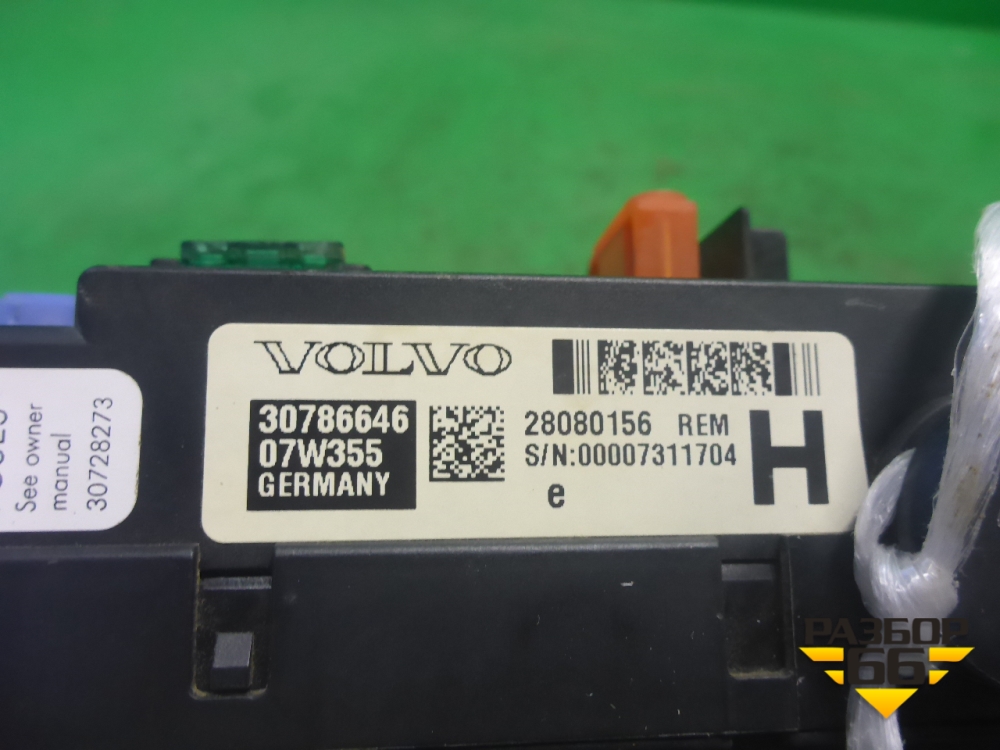 See owner
manual
30728273
VOLVO
30786646
07W355
GERMANY
28080156 REM
S/N:00007311704
e
H
РАЗБОР
66